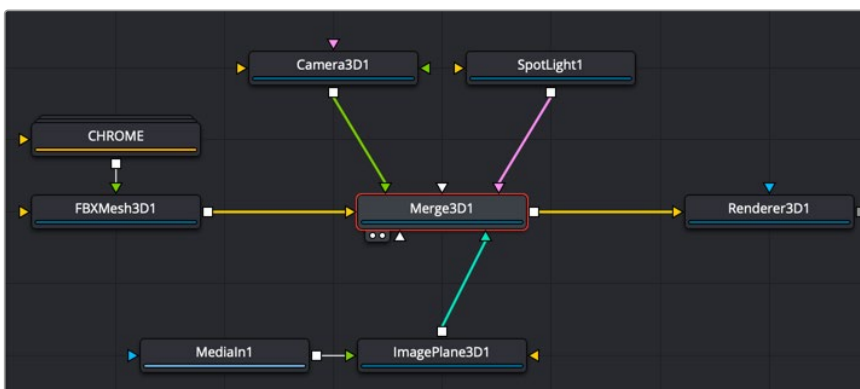 Camera3D1
SpotLight1
CHROME
FBXMesh3D1
Merge3D1
Renderer3D1
MediaIn1
ImagePlane3D1